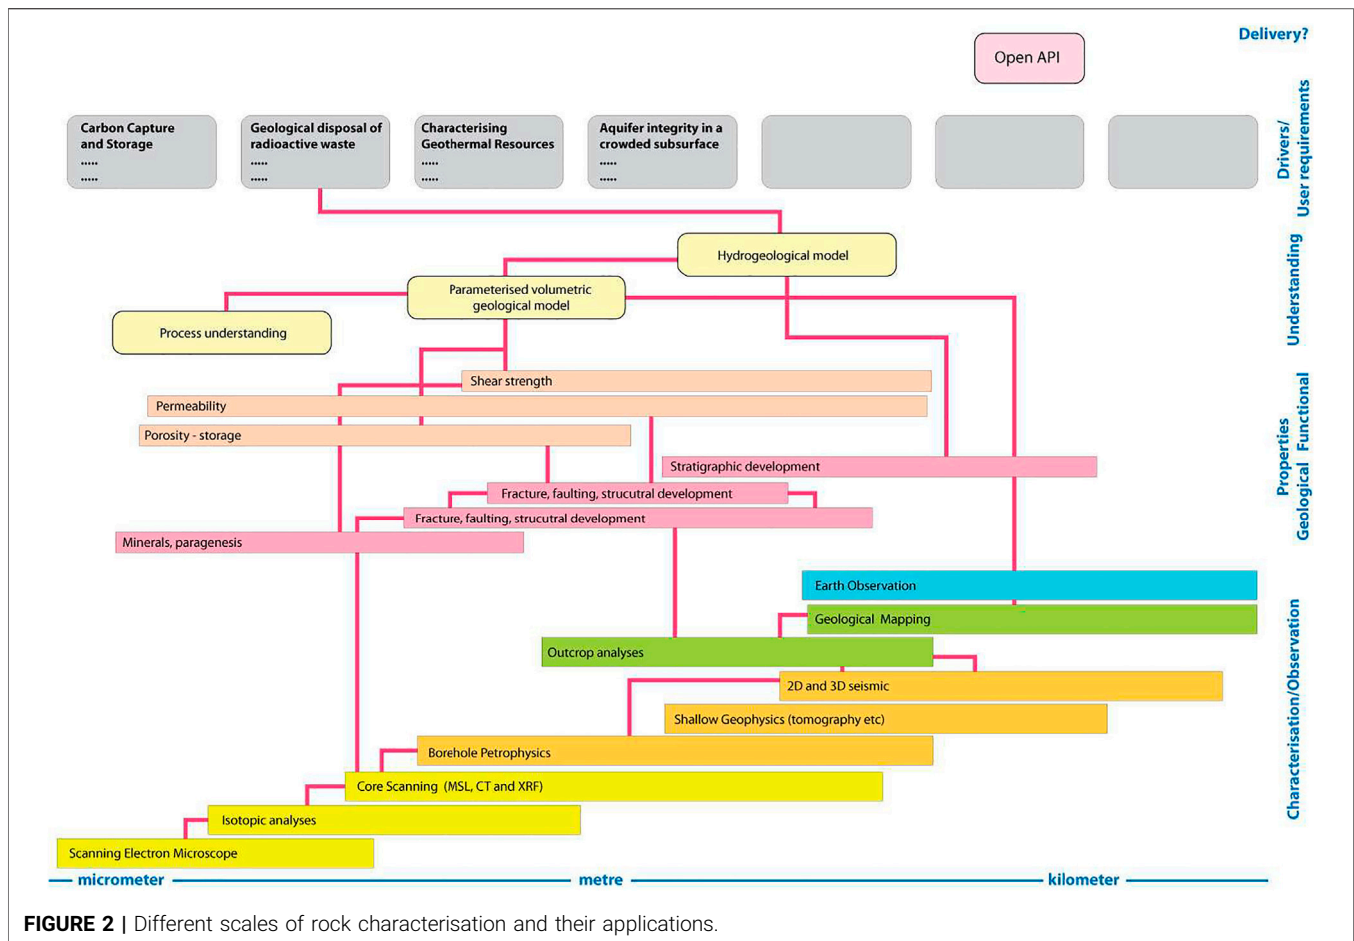 Delivery?
Open API
Drivers/
User requirements
Carbon Capture
and Storage
.....
.....
Geological disposal of
radioactive waste
.....
.....
Characterising
Geothermal Resources
.....
.....
Aquifer integrity in a
crowded subsurface
.....
.....
Understanding
Hydrogeological model
Parameterised volumetric
geological model
Process understanding
Properties
Geological Functional
Shear strength
Permeability
Porosity - storage
Stratigraphic development
Fracture, faulting, strucutral development
Fracture, faulting, strucutral development
Minerals, paragenesis
Characterisation/Observation
Earth Observation
Geological Mapping
Outcrop analyses
2D and 3D seismic
Shallow Geophysics (tomography etc)
Borehole Petrophysics
Core Scanning (MSL, CT and XRF)
Isotopic analyses
Scanning Electron Microscope
micrometer
metre
kilometer
FIGURE 2 | Different scales of rock characterisation and their applications.